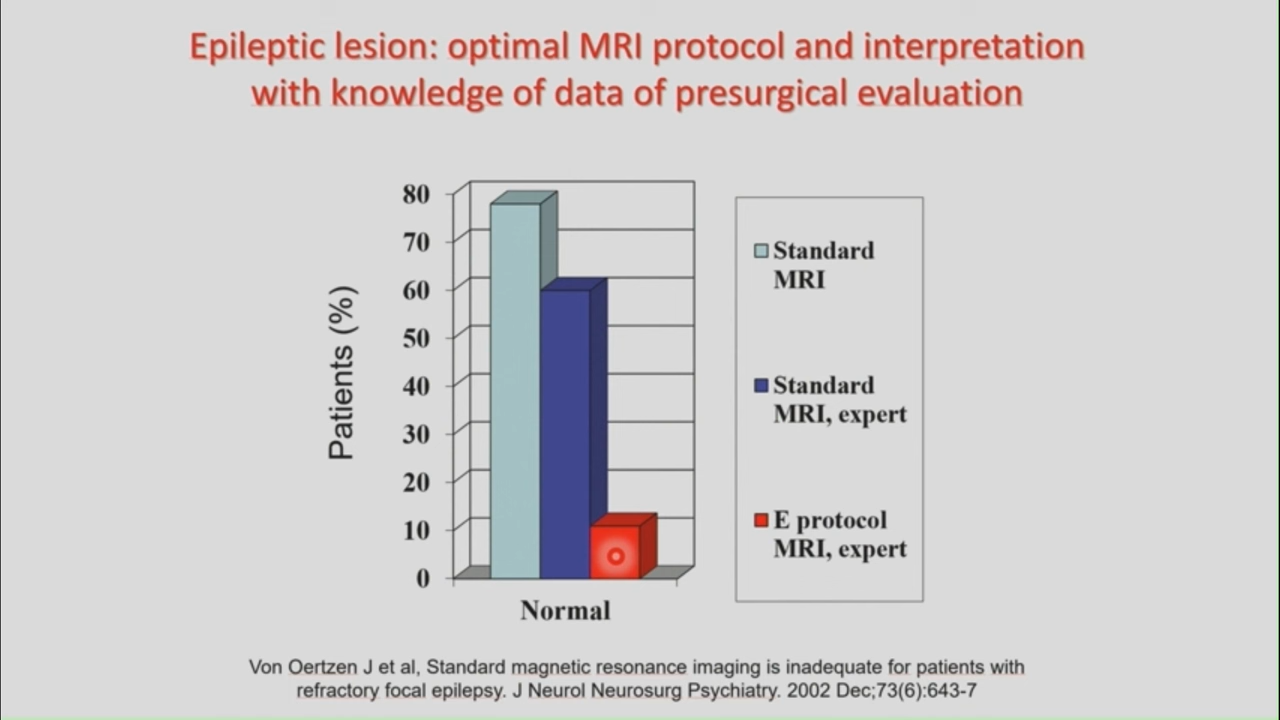 Epileptic lesion: optimal MRI protocol and interpretation
with knowledge of data of presurgical evaluation
Patients (%)
80
70
60
50
40
30
20
10
0
Normal
Standard
MRI
Standard
MRI, expert
E protocol
MRI, expert
Von Oertzen J et al, Standard magnetic resonance imaging is inadequate for patients with
refractory focal epilepsy. J Neurol Neurosurg Psychiatry. 2002 Dec;73(6):643-7